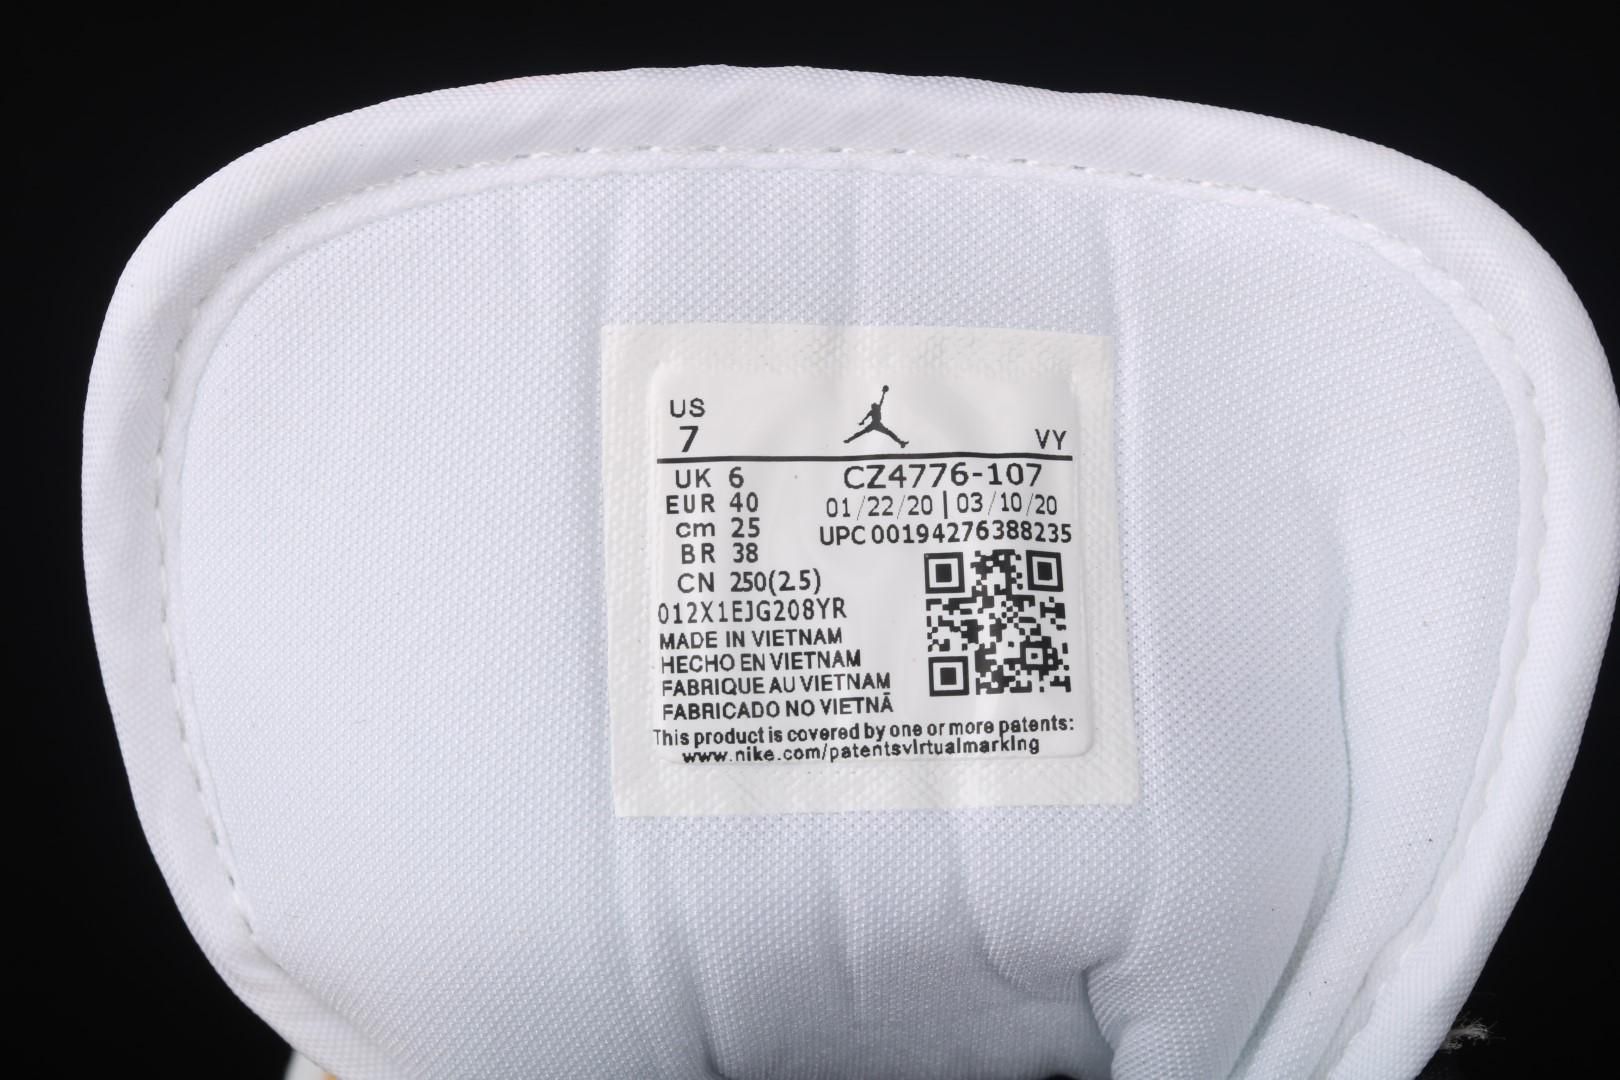 US
7
VY
UK 6
CZ4776-107
EUR 40
01/22/20 | 03/10/20
cm 25
UPC 00194276388235
BR 38
CN 250(2.5)
012X1EJG208YR
MADE IN VIETNAM
HECHO EN VIETNAM
FABRIQUE AU VIETNAM
FABRICADO NO VIETNÃ
This product is covered by one or more patents:
www.nike.com/patentsvirtualmarking